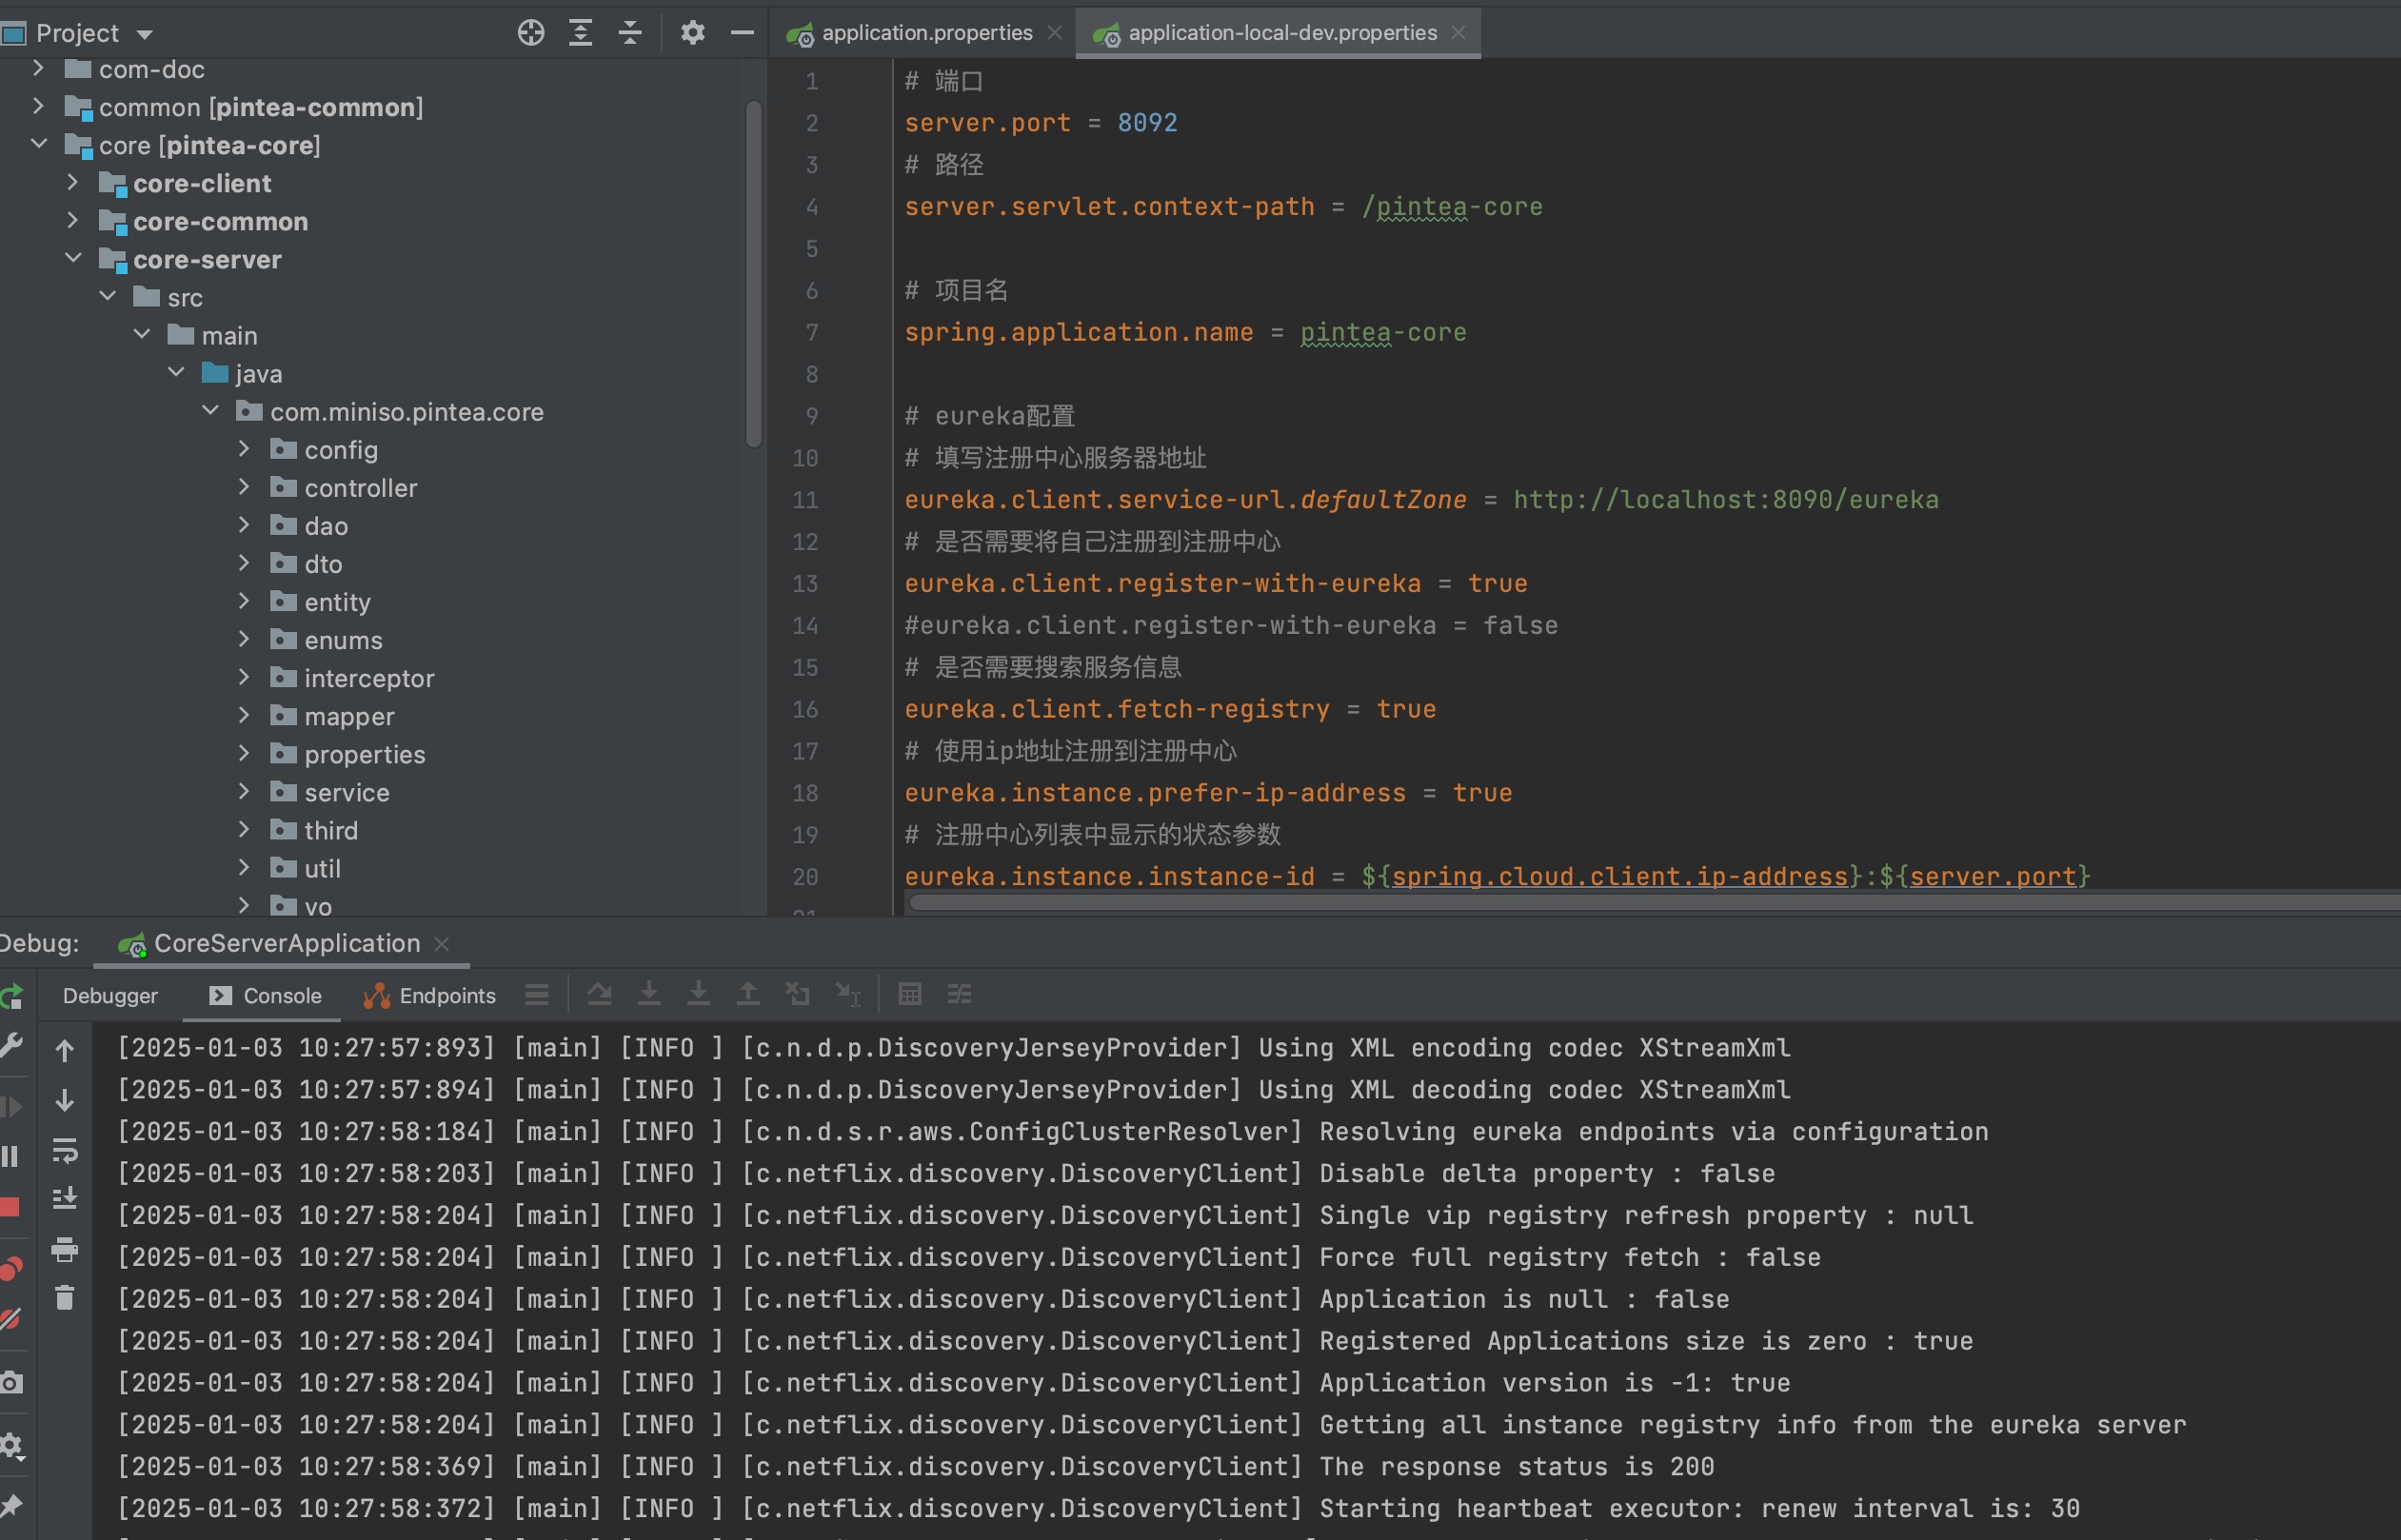 Project
com-doc
common [pintea-common]
core [pintea-core]
core-client
core-common
core-server
src
main
java
com.miniso.pintea.core
config
controller
dao
dto
entity
enums
interceptor
mapper
properties
service
third
util
vo
application.properties
application-local-dev.properties
1 # 端口
2 server.port = 8092
3 # 路径
4 server.servlet.context-path = /pintea-core
5
6 # 项目名
7 spring.application.name = pintea-core
8
9 # eureka配置
10 # 填写注册中心服务器地址
11 eureka.client.service-url.defaultZone = http://localhost:8090/eureka
12 # 是否需要将自己注册到注册中心
13 eureka.client.register-with-eureka = true
14 #eureka.client.register-with-eureka = false
15 # 是否需要搜索服务信息
16 eureka.client.fetch-registry = true
17 # 使用ip地址注册到注册中心
18 eureka.instance.prefer-ip-address = true
19 # 注册中心列表中显示的状态参数
20 eureka.instance.instance-id = ${spring.cloud.client.ip-address}:${server.port}
Debug: CoreServerApplication
Debugger Console Endpoints
[2025-01-03 10:27:57:893] [main] [INFO ] [c.n.d.p.DiscoveryJerseyProvider] Using XML encoding codec XStreamXml
[2025-01-03 10:27:57:894] [main] [INFO ] [c.n.d.p.DiscoveryJerseyProvider] Using XML decoding codec XStreamXml
[2025-01-03 10:27:58:184] [main] [INFO ] [c.n.d.s.r.aws.ConfigClusterResolver] Resolving eureka endpoints via configuration
[2025-01-03 10:27:58:203] [main] [INFO ] [c.netflix.discovery.DiscoveryClient] Disable delta property : false
[2025-01-03 10:27:58:204] [main] [INFO ] [c.netflix.discovery.DiscoveryClient] Single vip registry refresh property : null
[2025-01-03 10:27:58:204] [main] [INFO ] [c.netflix.discovery.DiscoveryClient] Force full registry fetch : false
[2025-01-03 10:27:58:204] [main] [INFO ] [c.netflix.discovery.DiscoveryClient] Application is null : false
[2025-01-03 10:27:58:204] [main] [INFO ] [c.netflix.discovery.DiscoveryClient] Registered Applications size is zero : true
[2025-01-03 10:27:58:204] [main] [INFO ] [c.netflix.discovery.DiscoveryClient] Application version is -1: true
[2025-01-03 10:27:58:204] [main] [INFO ] [c.netflix.discovery.DiscoveryClient] Getting all instance registry info from the eureka server
[2025-01-03 10:27:58:369] [main] [INFO ] [c.netflix.discovery.DiscoveryClient] The response status is 200
[2025-01-03 10:27:58:372] [main] [INFO ] [c.netflix.discovery.DiscoveryClient] Starting heartbeat executor: renew interval is: 30